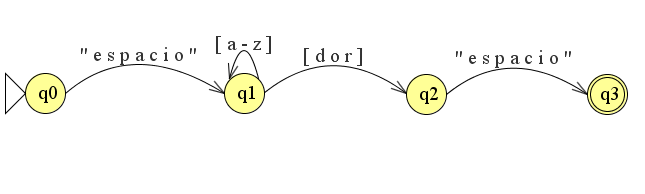 "espacio"
[a-z]
[dor]
"espacio"
q0
q1
q2
q3